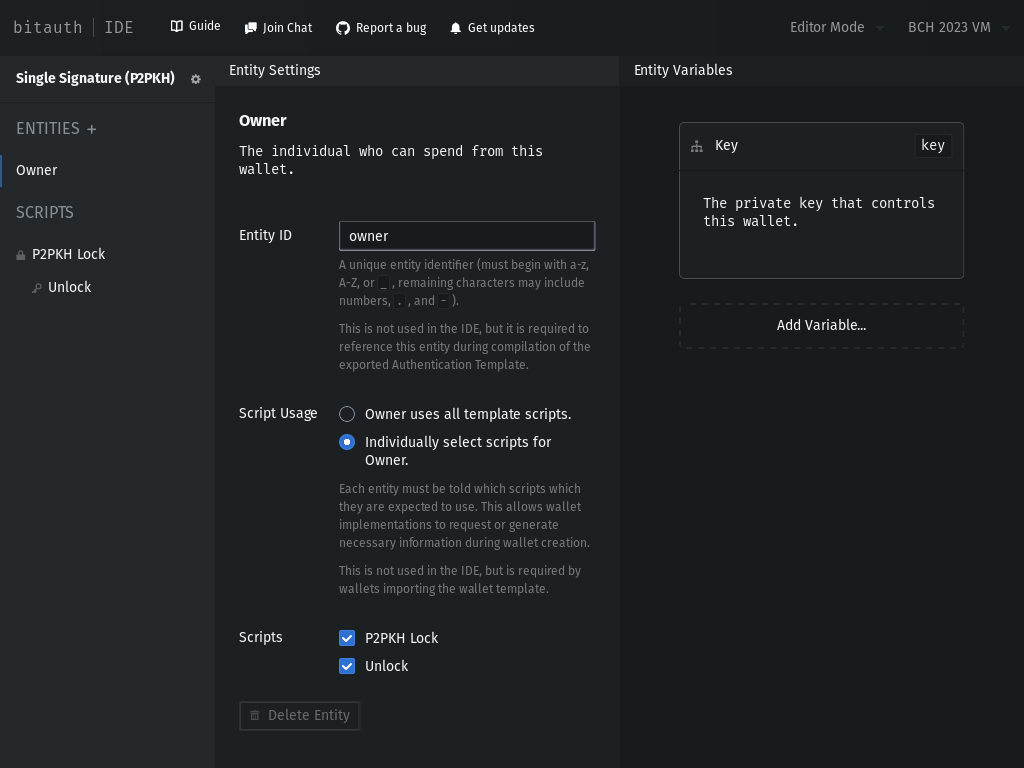 bitauth IDE Guide Join Chat Report a bug Get updates Editor Mode BCH 2023 VM
Single Signature (P2PKH)
ENTITIES +
Owner
SCRIPTS
P2PKH Lock
Unlock
Entity Settings
Owner
The individual who can spend from this
wallet.
Entity ID
owner
A unique entity identifier (must begin with a-z,
A-Z, or _ , remaining characters may include
numbers, . , and - ).
This is not used in the IDE, but it is required to
reference this entity during compilation of the
exported Authentication Template.
Script Usage
Owner uses all template scripts.
Individually select scripts for
Owner.
Each entity must be told which scripts which
they are expected to use. This allows wallet
implementations to request or generate
necessary information during wallet creation.
This is not used in the IDE, but is required by
wallets importing the wallet template.
Scripts
P2PKH Lock
Unlock
Delete Entity
Entity Variables
Key key
The private key that controls
this wallet.
Add Variable...